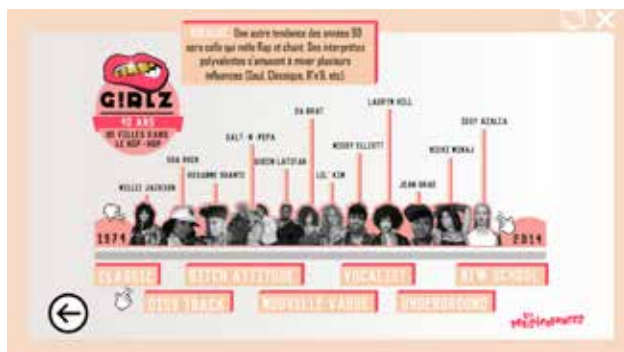 VOCALIST : Une autre tendance des années 90
sera celle qui mêle Rap et chant. Des interprètes
polyvalentes s'amusent à mixer plusieurs
influences (Soul, Classique, R'n'B, etc)
GIRLZ
40 ANS
DE FILLES DANS
LE HIP-HOP
LAURYN HILL
DA BRAT
IGGY AZALEA
SALT-N-PEPA
MISSY ELLIOTT
NICKI MINAJ
SHA ROCK
QUEEN LATIFAH
ROXANNE SHANTE
LIL' KIM
JEAN GRAE
MILLIE JACKSON
1974
2014
CLASSIC
BITCH ATTITUDE
VOCALIST
NEW SCHOOL
DISS TRACK
NOUVELLE VAGUE
UNDERGROUND